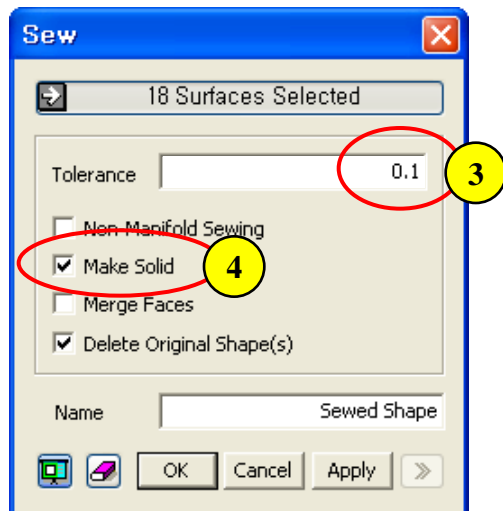 Sew
18 Surfaces Selected
Tolerance 0.1 3
Non-Manifold Sewing
Make Solid 4
Merge Faces
Delete Original Shape(s)
Name Sewed Shape
OK Cancel Apply